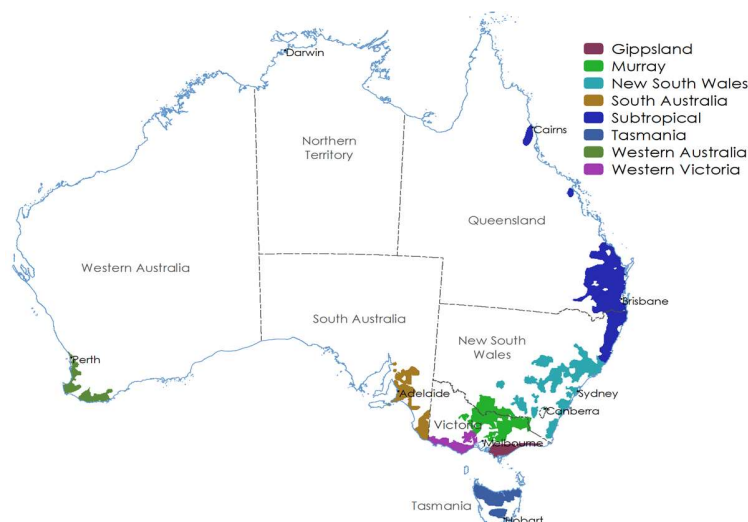 Darwin
Gippsland
Murray
New South Wales
South Australia
Subtropical
Tasmania
Western Australia
Western Victoria
Cairns
Northern
Territory
Queensland
Western Australia
Brisbane
South Australia
New South
Wales
Perth
Adelaide
Sydney
Canberra
Victoria
Melbourne
Tasmania
Hobart